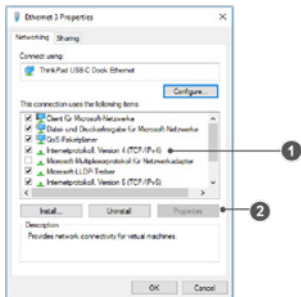 Ethernet 3 Properties
Networking Sharing
Connect using:
ThinkPad USB-C Dock Ethernet
Configure...
This connection uses the following items:
Client für Microsoft-Netzwerke
Datei- und Druckerfreigabe für Microsoft-Netzwerke
QoS-Paketplaner
Internetprotokoll, Version 4 (TCP/IPv4)
1
Microsoft-Multiplexorprotokoll für Netzwerkadapter
Microsoft-LLDP-Treiber
Internetprotokoll, Version 6 (TCP/IPv6)
Install... Uninstall Properties
2
Description
Provides network connectivity for virtual machines.
OK Cancel